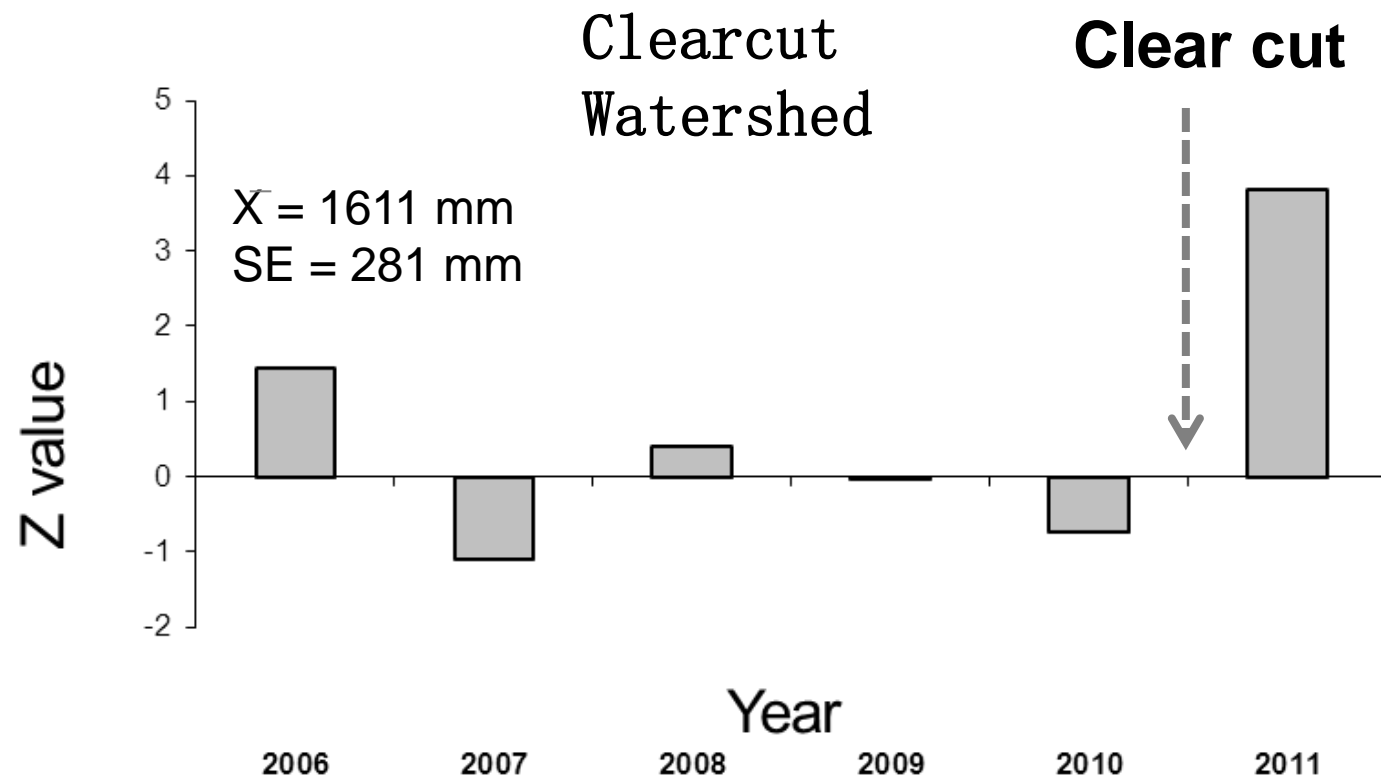 Clearcut
Watershed
Clear cut
5
4
3
2
1
0
-1
-2
X̅ = 1611 mm
SE = 281 mm
Z value
Year
2006 2007 2008 2009 2010 2011